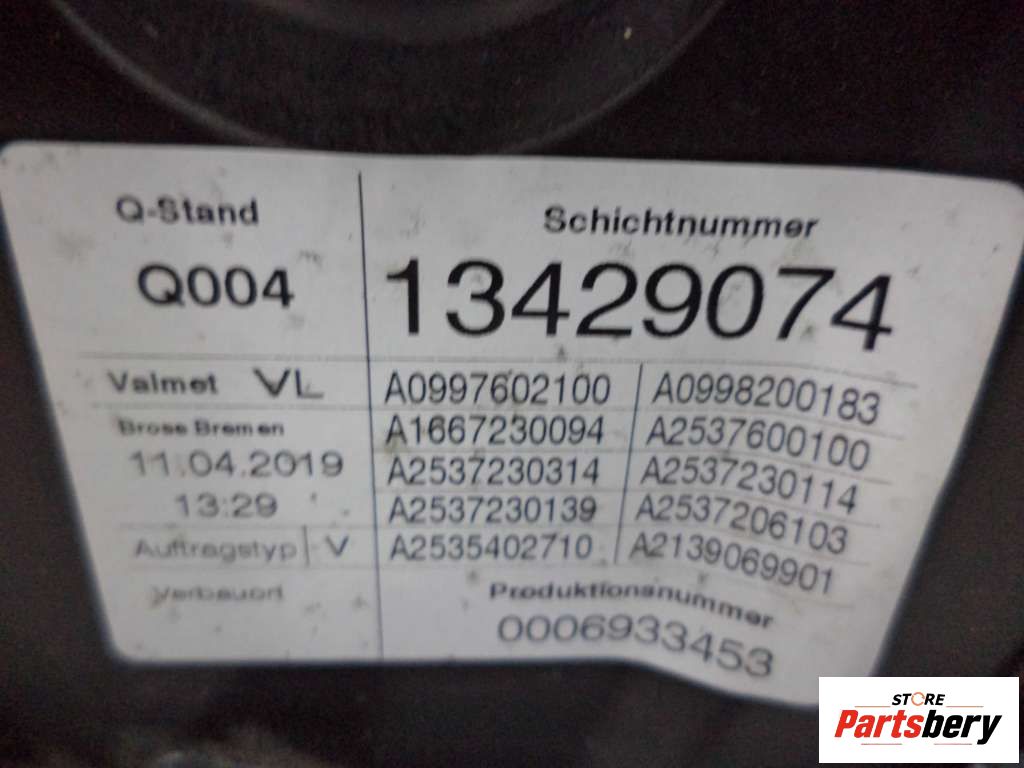 Q-Stand
Q004
Schichtnummer
13429074
Valmet VL
Brose Bremen
11.04.2019
13:29
Auftragstyp V
Verbauort
A0997602100 A0998200183
A1667230094 A2537600100
A2537230314 A2537230114
A2537230139 A2537206103
A2535402710 A2139069901
Produktionsnummer
0006933453
STORE
Partsbery